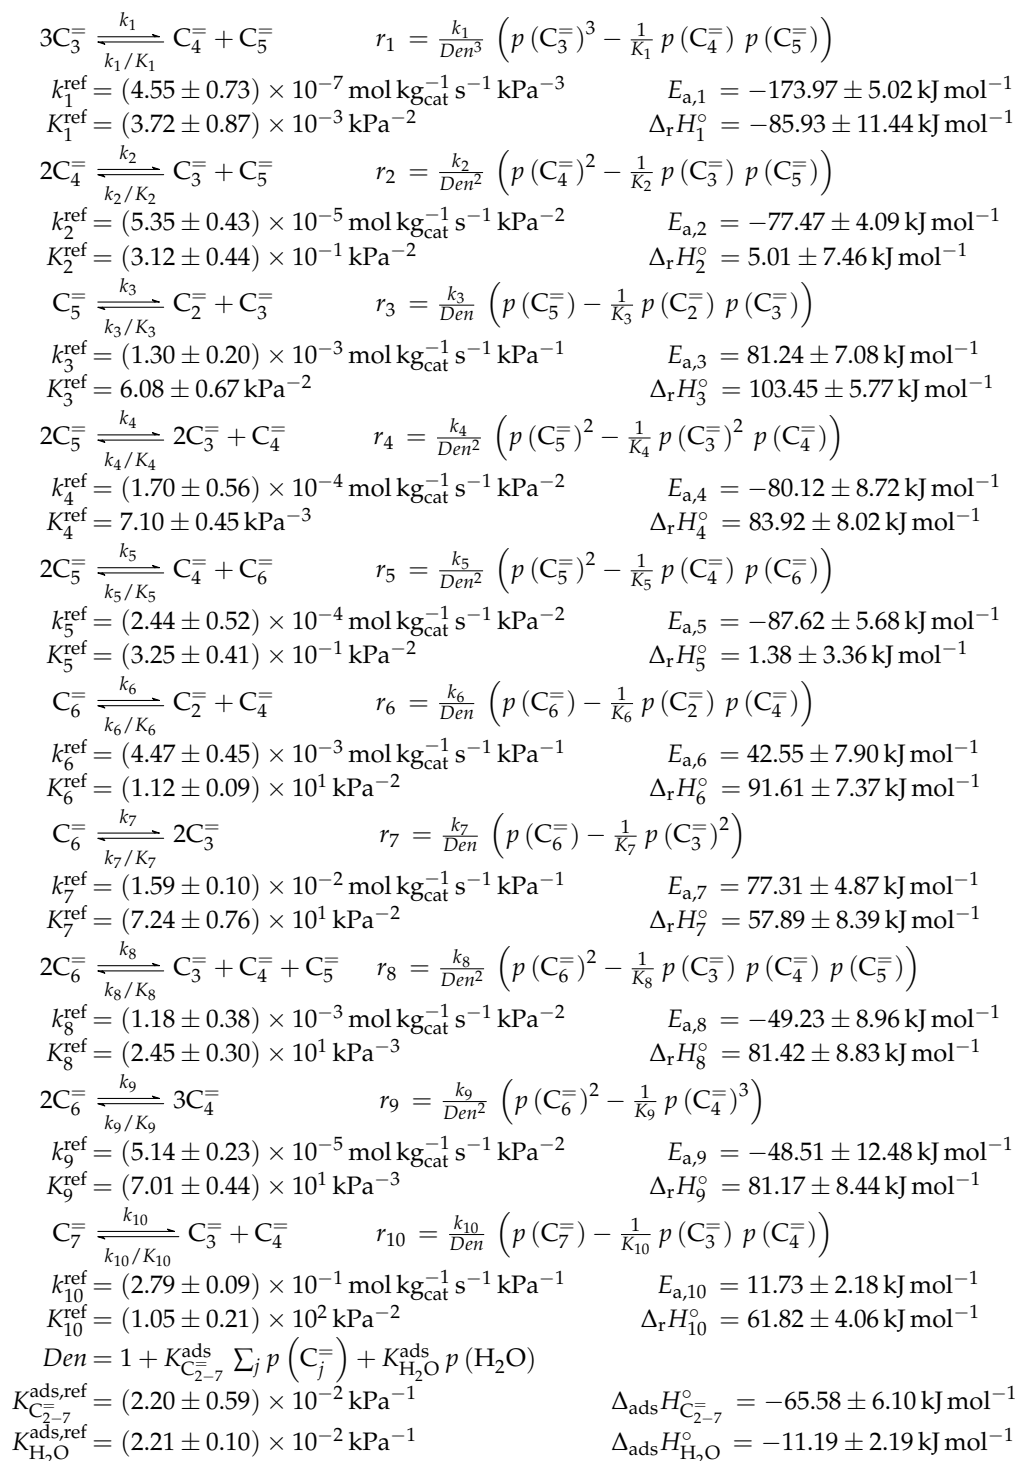 3C₃⁼ ⇌ C₄⁼ + C₅⁼ (k₁, k₁/K₁)  r₁ = k₁/Den³ (p(C₃⁼)³ − 1/K₁ p(C₄⁼) p(C₅⁼))
k₁^ref = (4.55 ± 0.73) × 10⁻⁷ mol kg_cat⁻¹ s⁻¹ kPa⁻³  E_a,1 = −173.97 ± 5.02 kJ mol⁻¹
K₁^ref = (3.72 ± 0.87) × 10⁻³ kPa⁻²  Δ_rH₁° = −85.93 ± 11.44 kJ mol⁻¹
2C₄⁼ ⇌ C₃⁼ + C₅⁼ (k₂, k₂/K₂)  r₂ = k₂/Den² (p(C₄⁼)² − 1/K₂ p(C₃⁼) p(C₅⁼))
k₂^ref = (5.35 ± 0.43) × 10⁻⁵ mol kg_cat⁻¹ s⁻¹ kPa⁻²  E_a,2 = −77.47 ± 4.09 kJ mol⁻¹
K₂^ref = (3.12 ± 0.44) × 10⁻¹ kPa⁻²  Δ_rH₂° = 5.01 ± 7.46 kJ mol⁻¹
C₅⁼ ⇌ C₂⁼ + C₃⁼ (k₃, k₃/K₃)  r₃ = k₃/Den (p(C₅⁼) − 1/K₃ p(C₂⁼) p(C₃⁼))
k₃^ref = (1.30 ± 0.20) × 10⁻³ mol kg_cat⁻¹ s⁻¹ kPa⁻¹  E_a,3 = 81.24 ± 7.08 kJ mol⁻¹
K₃^ref = 6.08 ± 0.67 kPa⁻²  Δ_rH₃° = 103.45 ± 5.77 kJ mol⁻¹
2C₅⁼ ⇌ 2C₃⁼ + C₄⁼ (k₄, k₄/K₄)  r₄ = k₄/Den² (p(C₅⁼)² − 1/K₄ p(C₃⁼)² p(C₄⁼))
k₄^ref = (1.70 ± 0.56) × 10⁻⁴ mol kg_cat⁻¹ s⁻¹ kPa⁻²  E_a,4 = −80.12 ± 8.72 kJ mol⁻¹
K₄^ref = 7.10 ± 0.45 kPa⁻³  Δ_rH₄° = 83.92 ± 8.02 kJ mol⁻¹
2C₅⁼ ⇌ C₄⁼ + C₆⁼ (k₅, k₅/K₅)  r₅ = k₅/Den² (p(C₅⁼)² − 1/K₅ p(C₄⁼) p(C₆⁼))
k₅^ref = (2.44 ± 0.52) × 10⁻⁴ mol kg_cat⁻¹ s⁻¹ kPa⁻²  E_a,5 = −87.62 ± 5.68 kJ mol⁻¹
K₅^ref = (3.25 ± 0.41) × 10⁻¹ kPa⁻²  Δ_rH₅° = 1.38 ± 3.36 kJ mol⁻¹
C₆⁼ ⇌ C₂⁼ + C₄⁼ (k₆, k₆/K₆)  r₆ = k₆/Den (p(C₆⁼) − 1/K₆ p(C₂⁼) p(C₄⁼))
k₆^ref = (4.47 ± 0.45) × 10⁻³ mol kg_cat⁻¹ s⁻¹ kPa⁻¹  E_a,6 = 42.55 ± 7.90 kJ mol⁻¹
K₆^ref = (1.12 ± 0.09) × 10¹ kPa⁻²  Δ_rH₆° = 91.61 ± 7.37 kJ mol⁻¹
C₆⁼ ⇌ 2C₃⁼ (k₇, k₇/K₇)  r₇ = k₇/Den (p(C₆⁼) − 1/K₇ p(C₃⁼)²)
k₇^ref = (1.59 ± 0.10) × 10⁻² mol kg_cat⁻¹ s⁻¹ kPa⁻¹  E_a,7 = 77.31 ± 4.87 kJ mol⁻¹
K₇^ref = (7.24 ± 0.76) × 10¹ kPa⁻²  Δ_rH₇° = 57.89 ± 8.39 kJ mol⁻¹
2C₆⁼ ⇌ C₃⁼ + C₄⁼ + C₅⁼ (k₈, k₈/K₈)  r₈ = k₈/Den² (p(C₆⁼)² − 1/K₈ p(C₃⁼) p(C₄⁼) p(C₅⁼))
k₈^ref = (1.18 ± 0.38) × 10⁻³ mol kg_cat⁻¹ s⁻¹ kPa⁻²  E_a,8 = −49.23 ± 8.96 kJ mol⁻¹
K₈^ref = (2.45 ± 0.30) × 10¹ kPa⁻³  Δ_rH₈° = 81.42 ± 8.83 kJ mol⁻¹
2C₆⁼ ⇌ 3C₄⁼ (k₉, k₉/K₉)  r₉ = k₉/Den² (p(C₆⁼)² − 1/K₉ p(C₄⁼)³)
k₉^ref = (5.14 ± 0.23) × 10⁻⁵ mol kg_cat⁻¹ s⁻¹ kPa⁻²  E_a,9 = −48.51 ± 12.48 kJ mol⁻¹
K₉^ref = (7.01 ± 0.44) × 10¹ kPa⁻³  Δ_rH₉° = 81.17 ± 8.44 kJ mol⁻¹
C₇⁼ ⇌ C₃⁼ + C₄⁼ (k₁₀, k₁₀/K₁₀)  r₁₀ = k₁₀/Den (p(C₇⁼) − 1/K₁₀ p(C₃⁼) p(C₄⁼))
k₁₀^ref = (2.79 ± 0.09) × 10⁻¹ mol kg_cat⁻¹ s⁻¹ kPa⁻¹  E_a,10 = 11.73 ± 2.18 kJ mol⁻¹
K₁₀^ref = (1.05 ± 0.21) × 10² kPa⁻²  Δ_rH₁₀° = 61.82 ± 4.06 kJ mol⁻¹
Den = 1 + K^ads_C₂₋₇⁼ ∑_j p(C_j⁼) + K^ads_H₂O p(H₂O)
K^ads,ref_C₂₋₇⁼ = (2.20 ± 0.59) × 10⁻² kPa⁻¹  Δ_adsH°_C₂₋₇⁼ = −65.58 ± 6.10 kJ mol⁻¹
K^ads,ref_H₂O = (2.21 ± 0.10) × 10⁻² kPa⁻¹  Δ_adsH°_H₂O = −11.19 ± 2.19 kJ mol⁻¹